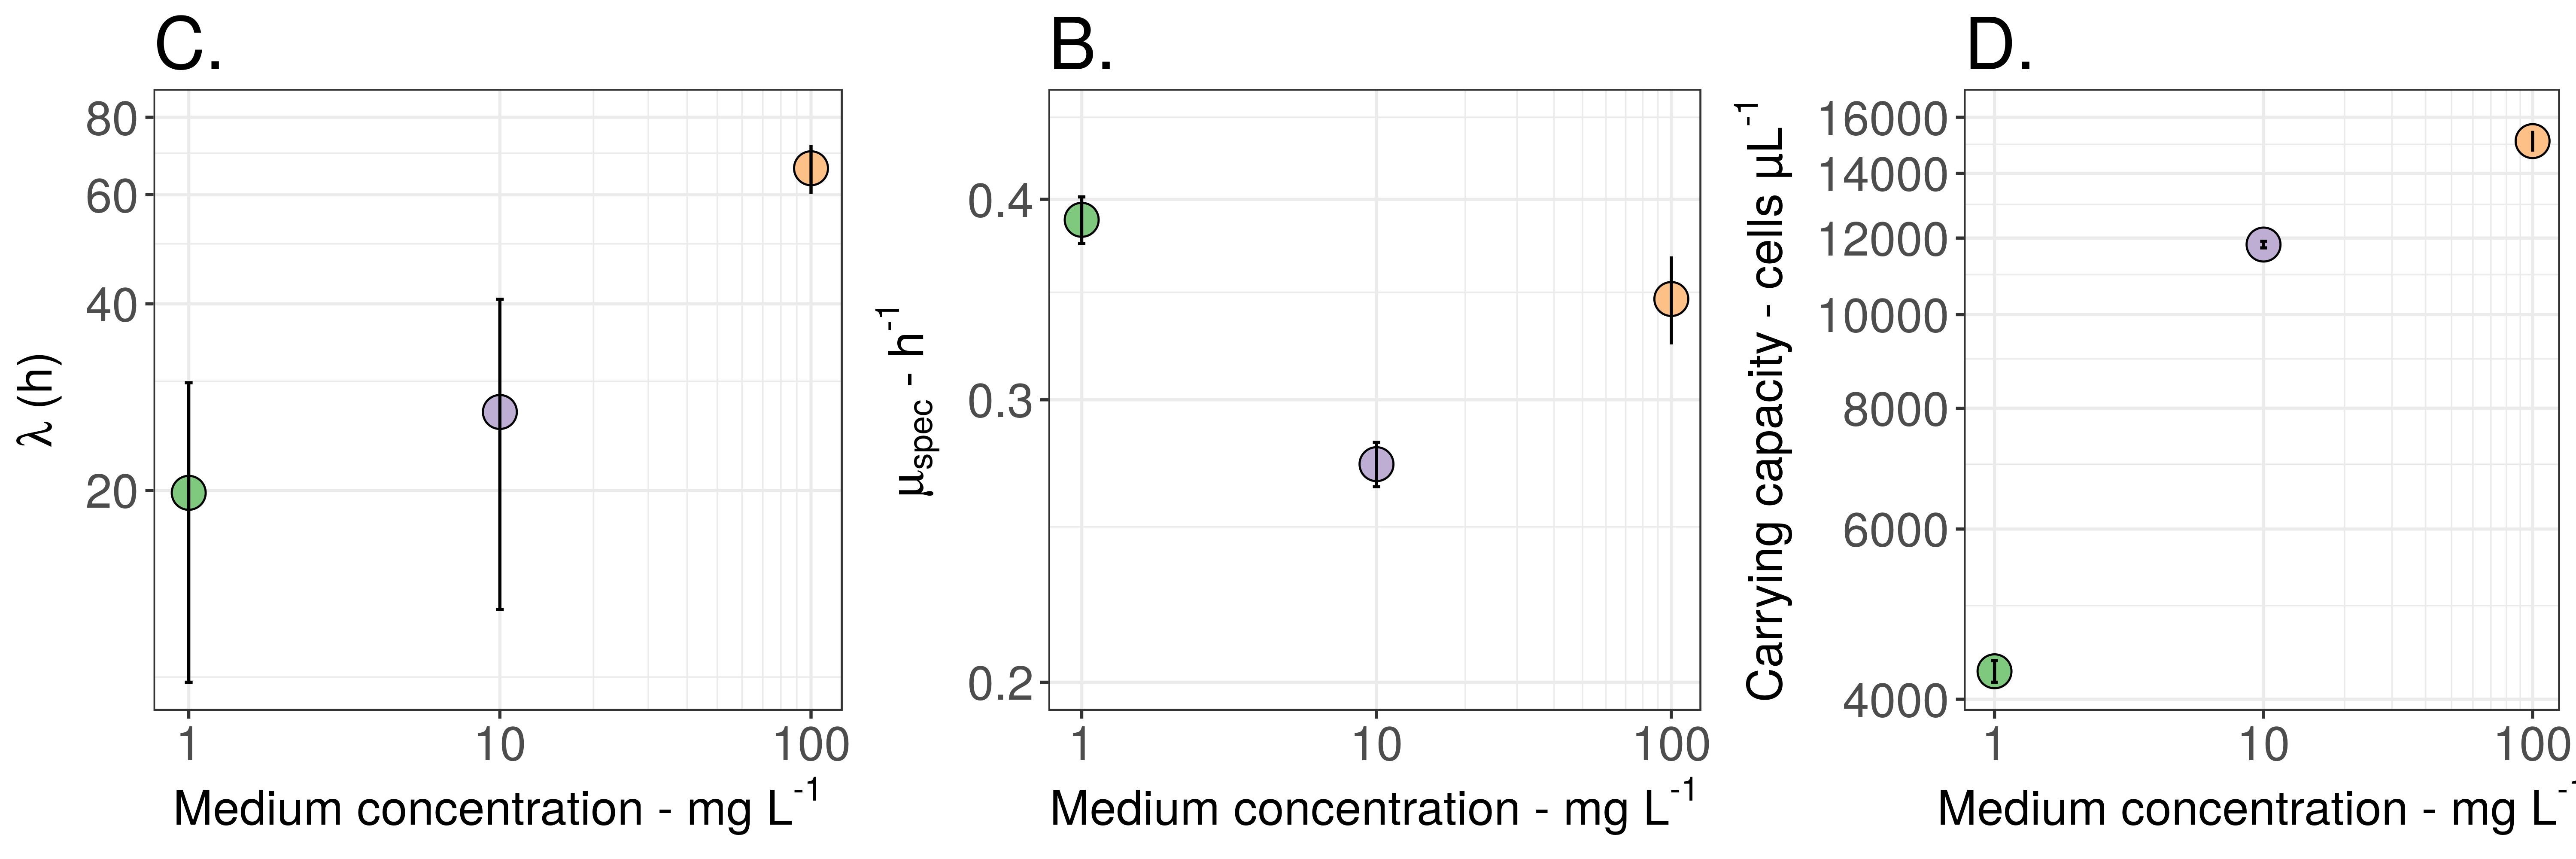 C.
80
60
40
20
λ (h)
1
10
100
Medium concentration - mg L⁻¹
B.
0.4
0.3
0.2
µspec - h⁻¹
1
10
100
Medium concentration - mg L⁻¹
D.
16000
14000
12000
10000
8000
6000
4000
Carrying capacity - cells µL⁻¹
1
10
100
Medium concentration - mg L⁻¹